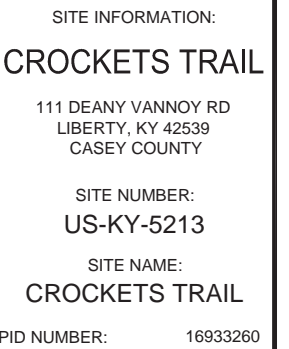 SITE INFORMATION:
CROCKETS TRAIL
111 DEANY VANNOY RD
LIBERTY, KY 42539
CASEY COUNTY
SITE NUMBER:
US-KY-5213
SITE NAME:
CROCKETS TRAIL
PID NUMBER: 16933260